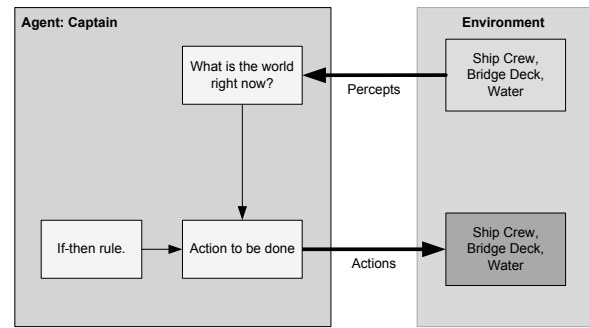 Agent: Captain
Environment
What is the world
right now?
Percepts
Ship Crew,
Bridge Deck,
Water
If-then rule.
Action to be done
Actions
Ship Crew,
Bridge Deck,
Water